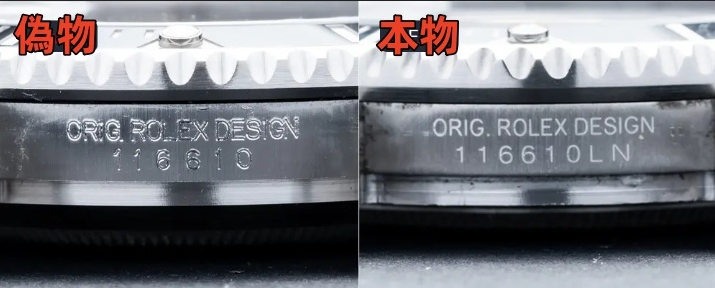 偽物
ORIG. ROLEX DESIGN
116610
本物
ORIG. ROLEX DESIGN
116610LN